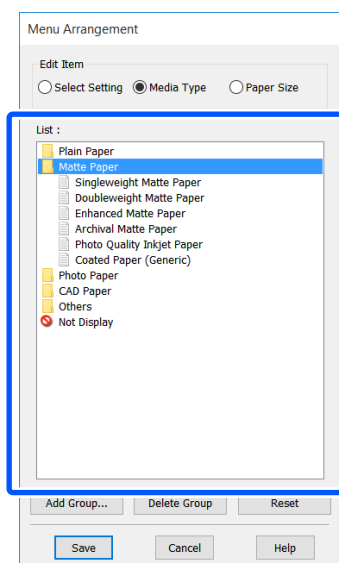 Menu Arrangement
Edit Item
Select Setting Media Type Paper Size
List :
Plain Paper
Matte Paper
Singleweight Matte Paper
Doubleweight Matte Paper
Enhanced Matte Paper
Archival Matte Paper
Photo Quality Inkjet Paper
Coated Paper (Generic)
Photo Paper
CAD Paper
Others
Not Display
Add Group... Delete Group Reset
Save Cancel Help